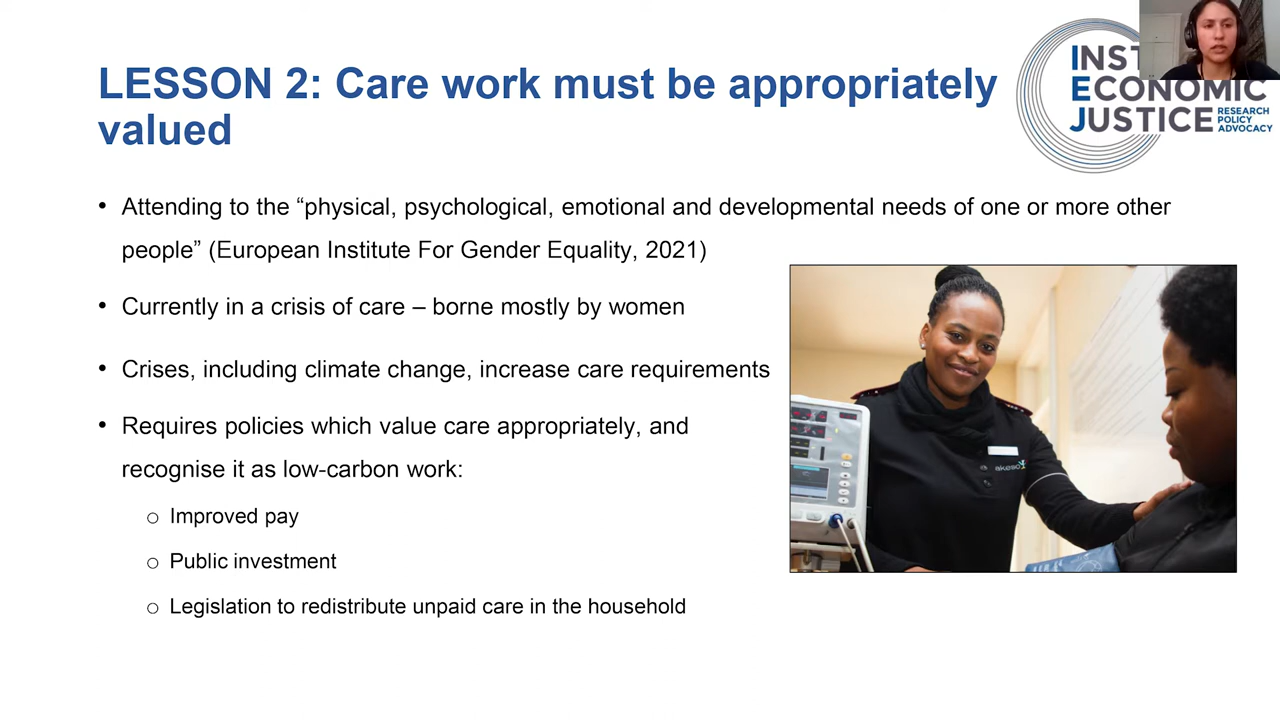 LESSON 2: Care work must be appropriately
valued
INST
ECONOMIC
JUSTICE
RESEARCH
POLICY
ADVOCACY
• Attending to the “physical, psychological, emotional and developmental needs of one or more other
people” (European Institute For Gender Equality, 2021)
• Currently in a crisis of care – borne mostly by women
• Crises, including climate change, increase care requirements
• Requires policies which value care appropriately, and
recognise it as low-carbon work:
o Improved pay
o Public investment
o Legislation to redistribute unpaid care in the household
akeso